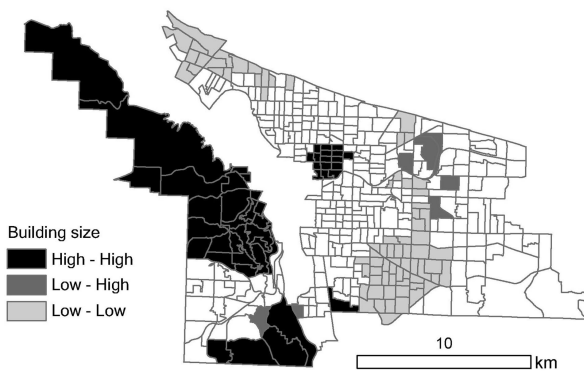 Building size
High - High
Low - High
Low - Low
10
km